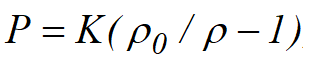 P = K(ρ₀ / ρ − 1)